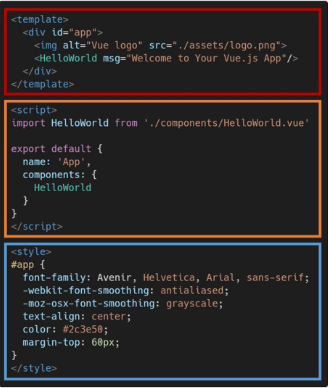 <template>
  <div id="app">
    <img alt="Vue logo" src="./assets/logo.png">
    <HelloWorld msg="Welcome to Your Vue.js App"/>
  </div>
</template>
<script>
import HelloWorld from './components/HelloWorld.vue'
export default {
  name: 'App',
  components: {
    HelloWorld
  }
}
</script>
<style>
#app {
  font-family: Avenir, Helvetica, Arial, sans-serif;
  -webkit-font-smoothing: antialiased;
  -moz-osx-font-smoothing: grayscale;
  text-align: center;
  color: #2c3e50;
  margin-top: 60px;
}
</style>